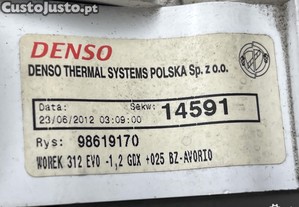 CustoJusto.pt
DENSO
DENSO THERMAL SYSTEMS POLSKA Sp. z o.o.
Data: Sekw: 14591
23/06/2012 03:09:00
Rys: 98619170
WOREK 312 EVO -1,2 GDX +025 BZ-AVORIO